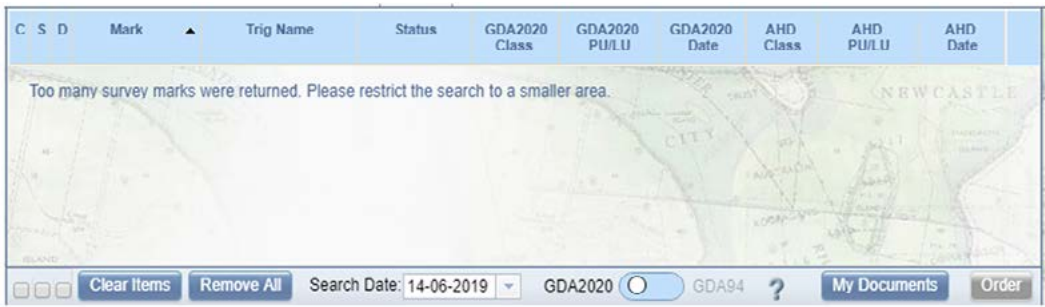 C S D Mark Trig Name Status GDA2020 Class GDA2020 PU/LU GDA2020 Date AHD Class AHD PU/LU AHD Date
Too many survey marks were returned. Please restrict the search to a smaller area.
NEWCASTLE
CITY
ISLAND
Clear Items Remove All Search Date: 14-06-2019 GDA2020 GDA94 ? My Documents Order